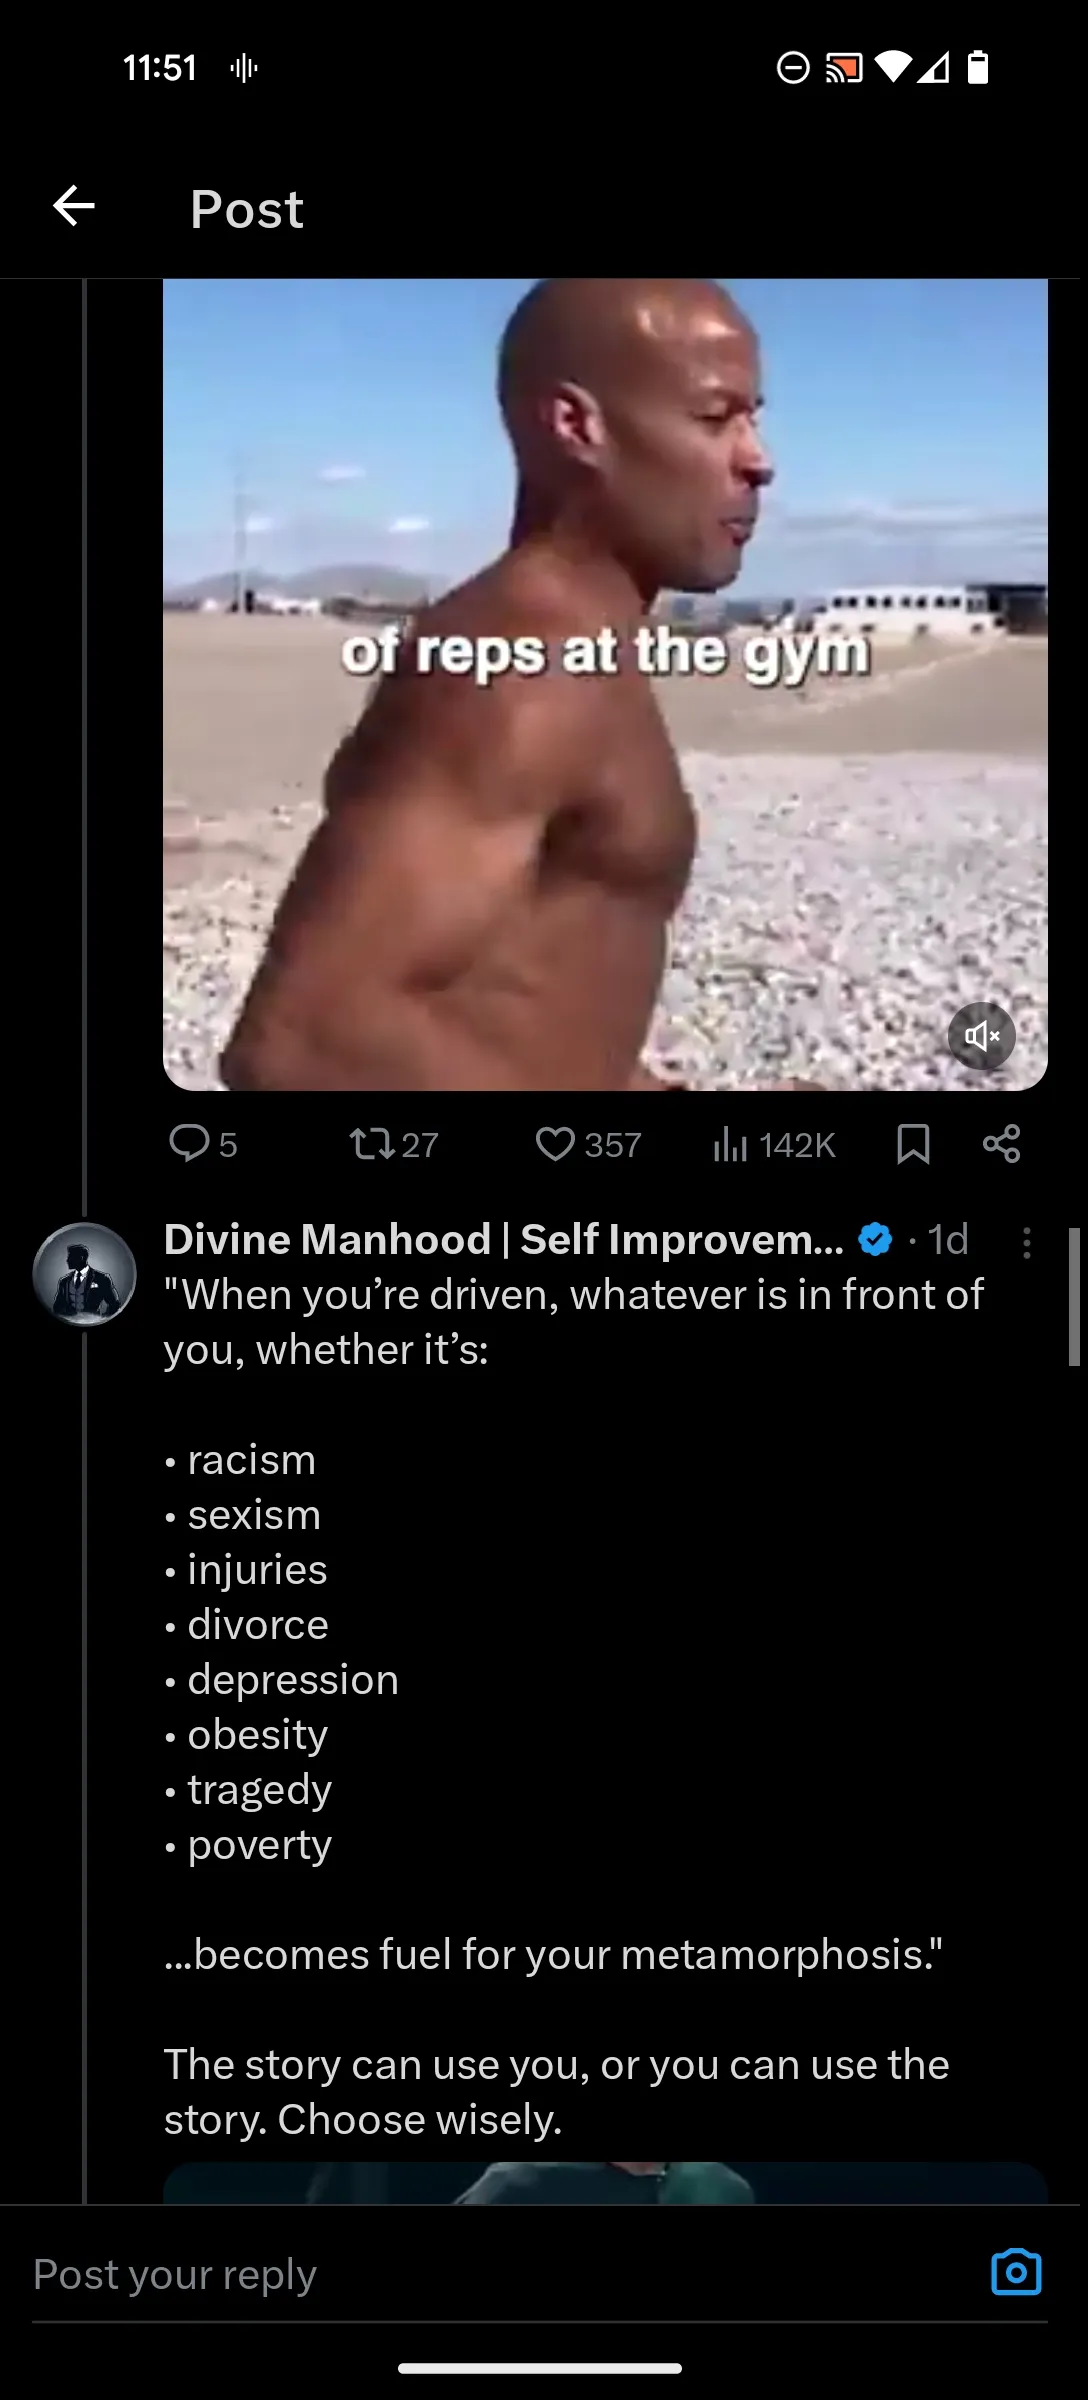 11:51
Post
of reps at the gym
5 27 357 142K
Divine Manhood | Self Improvem... · 1d
"When you’re driven, whatever is in front of
you, whether it’s:
• racism
• sexism
• injuries
• divorce
• depression
• obesity
• tragedy
• poverty
...becomes fuel for your metamorphosis."
The story can use you, or you can use the
story. Choose wisely.
Post your reply